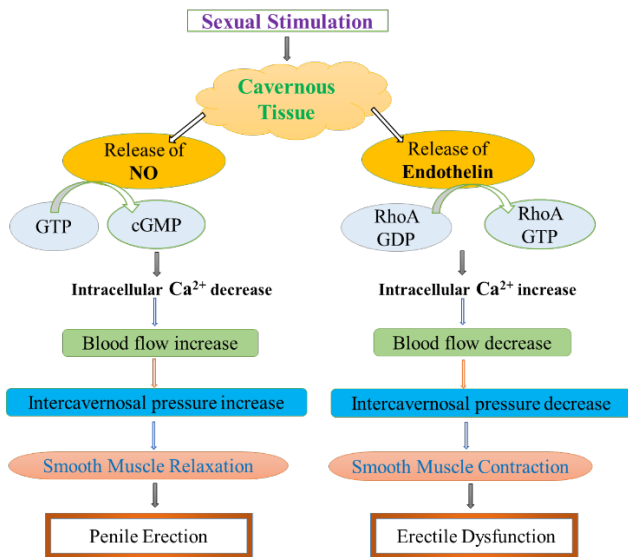 Sexual Stimulation
Cavernous
Tissue
Release of
NO
Release of
Endothelin
GTP
cGMP
RhoA
GDP
RhoA
GTP
Intracellular Ca²⁺ decrease
Intracellular Ca²⁺ increase
Blood flow increase
Blood flow decrease
Intercavernosal pressure increase
Intercavernosal pressure decrease
Smooth Muscle Relaxation
Smooth Muscle Contraction
Penile Erection
Erectile Dysfunction